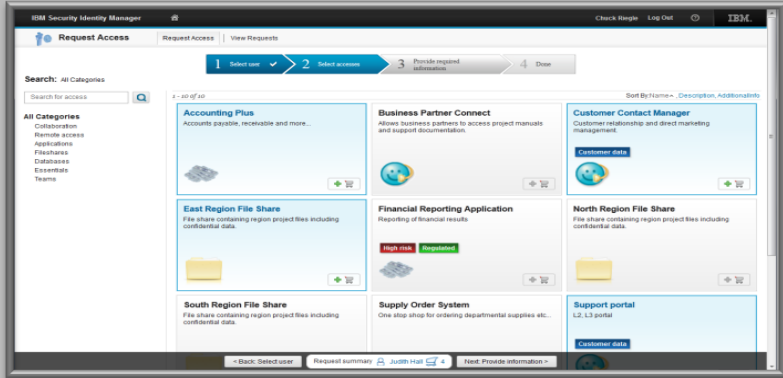 IBM Security Identity Manager
Chuck Riegle Log Out
IBM.
Request Access
Request Access View Requests
1 Select user
2 Select accesses
3 Provide required information
4 Done
Search: All Categories
Search for access
All Categories
Collaboration
Remote access
Applications
Fileshares
Databases
Essentials
Teams
1 - 10 of 10
Sort By:Name , Description, AdditionalInfo
Accounting Plus
Accounts payable, receivable and more...
Business Partner Connect
Allows business partners to access project manuals
and support documentation.
Customer Contact Manager
Customer relationship and direct marketing
management.
Customer data
East Region File Share
File share containing region project files including
confidential data.
Financial Reporting Application
Reporting of financial results
High risk Regulated
North Region File Share
File share containing region project files including
confidential data.
South Region File Share
File share containing region project files including
confidential data.
Supply Order System
One stop shop for ordering departmental supplies etc...
Support portal
L2, L3 portal
Customer data
< Back: Select user
Request summary Judith Hall 4
Next: Provide information >